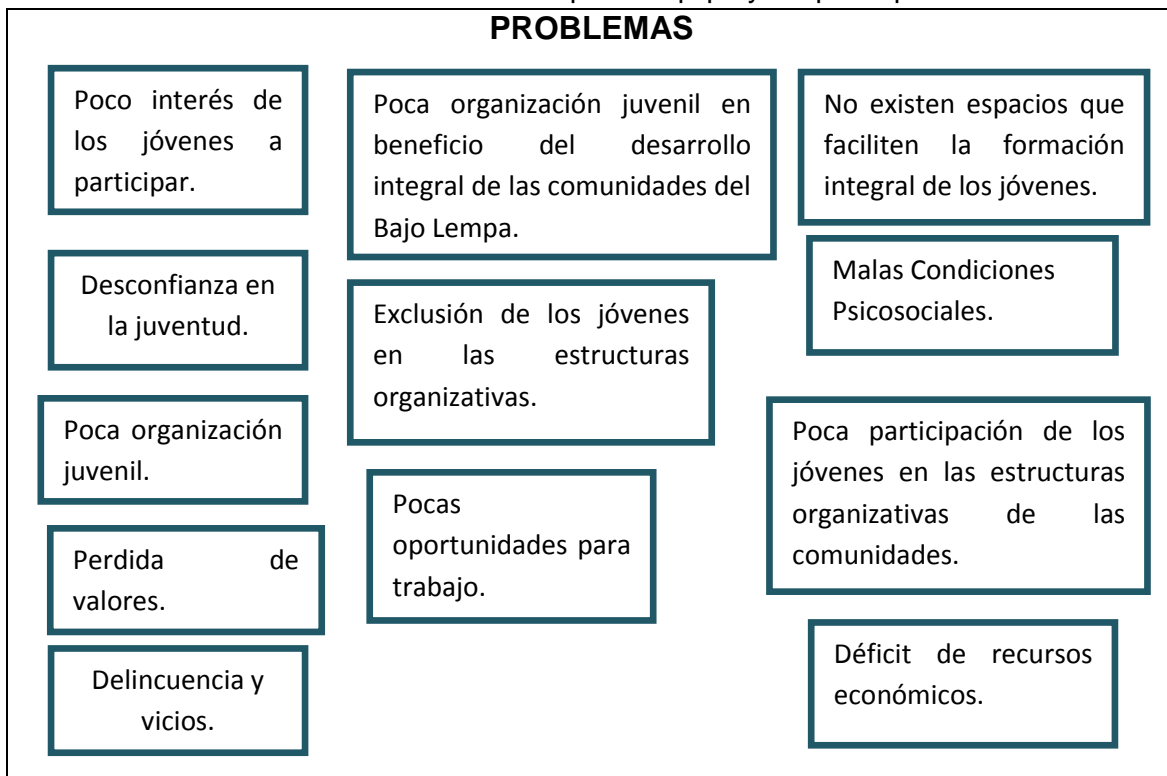 PROBLEMAS
Poco interés de
los jóvenes a
participar.
Desconfianza en
la juventud.
Poca organización
juvenil.
Perdida de
valores.
Delincuencia y
vicios.
Poca organización juvenil en
beneficio del desarrollo
integral de las comunidades del
Bajo Lempa.
Exclusión de los jóvenes
en las estructuras
organizativas.
Pocas
oportunidades para
trabajo.
No existen espacios que
faciliten la formación
integral de los jóvenes.
Malas Condiciones
Psicosociales.
Poca participación de los
jóvenes en las estructuras
organizativas de las
comunidades.
Déficit de recursos
económicos.